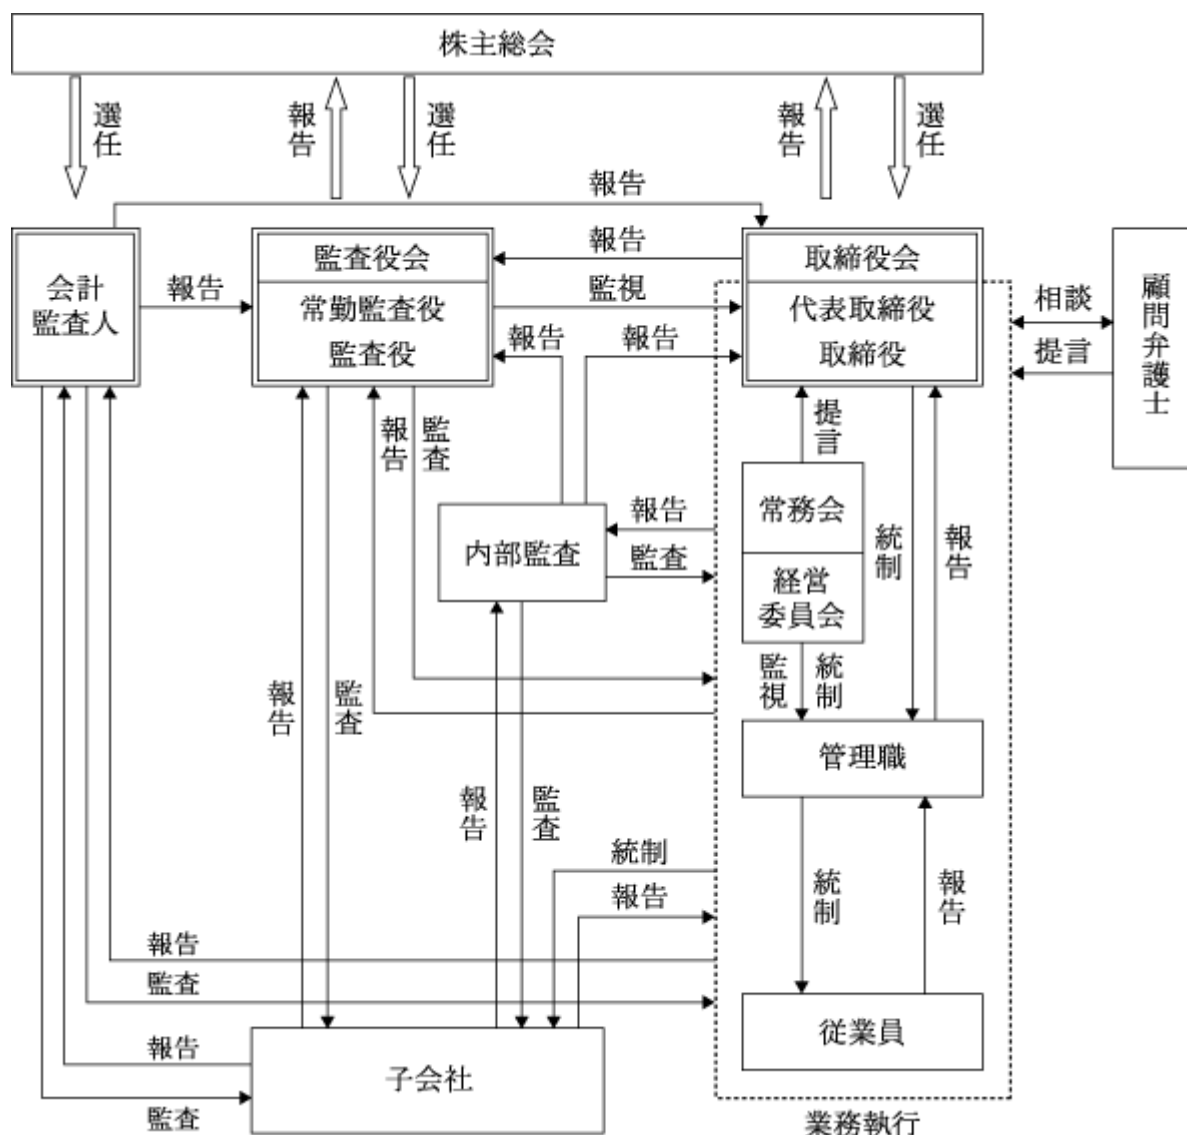 株主総会
選任
報告
選任
報告
選任
報告
会計
監査人
報告
監査役会
常勤監査役
監査役
報告
監視
報告
報告
取締役会
代表取締役
取締役
相談
提言
顧問弁護士
報告
監査
提言
内部監査
報告
監査
常務会
経営
委員会
統制
報告
監視
統制
報告
監査
管理職
報告
監査
統制
報告
統制
報告
報告
監査
従業員
報告
監査
子会社
業務執行